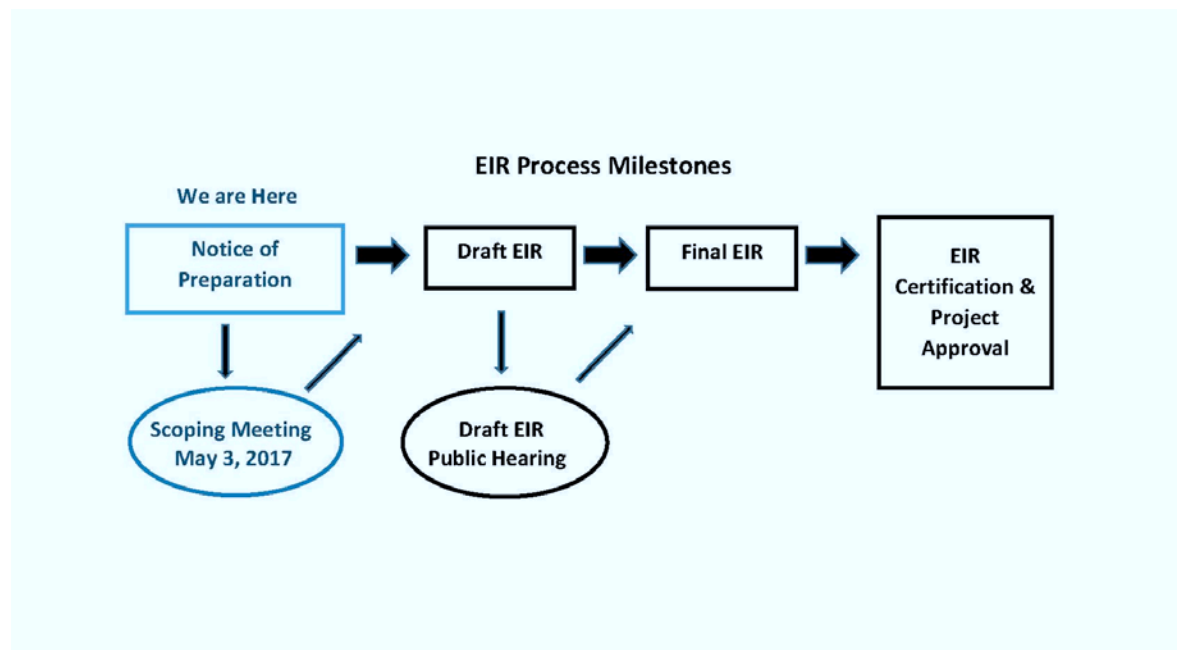 EIR Process Milestones
We are Here
Notice of
Preparation
Draft EIR
Final EIR
EIR
Certification &
Project
Approval
Scoping Meeting
May 3, 2017
Draft EIR
Public Hearing